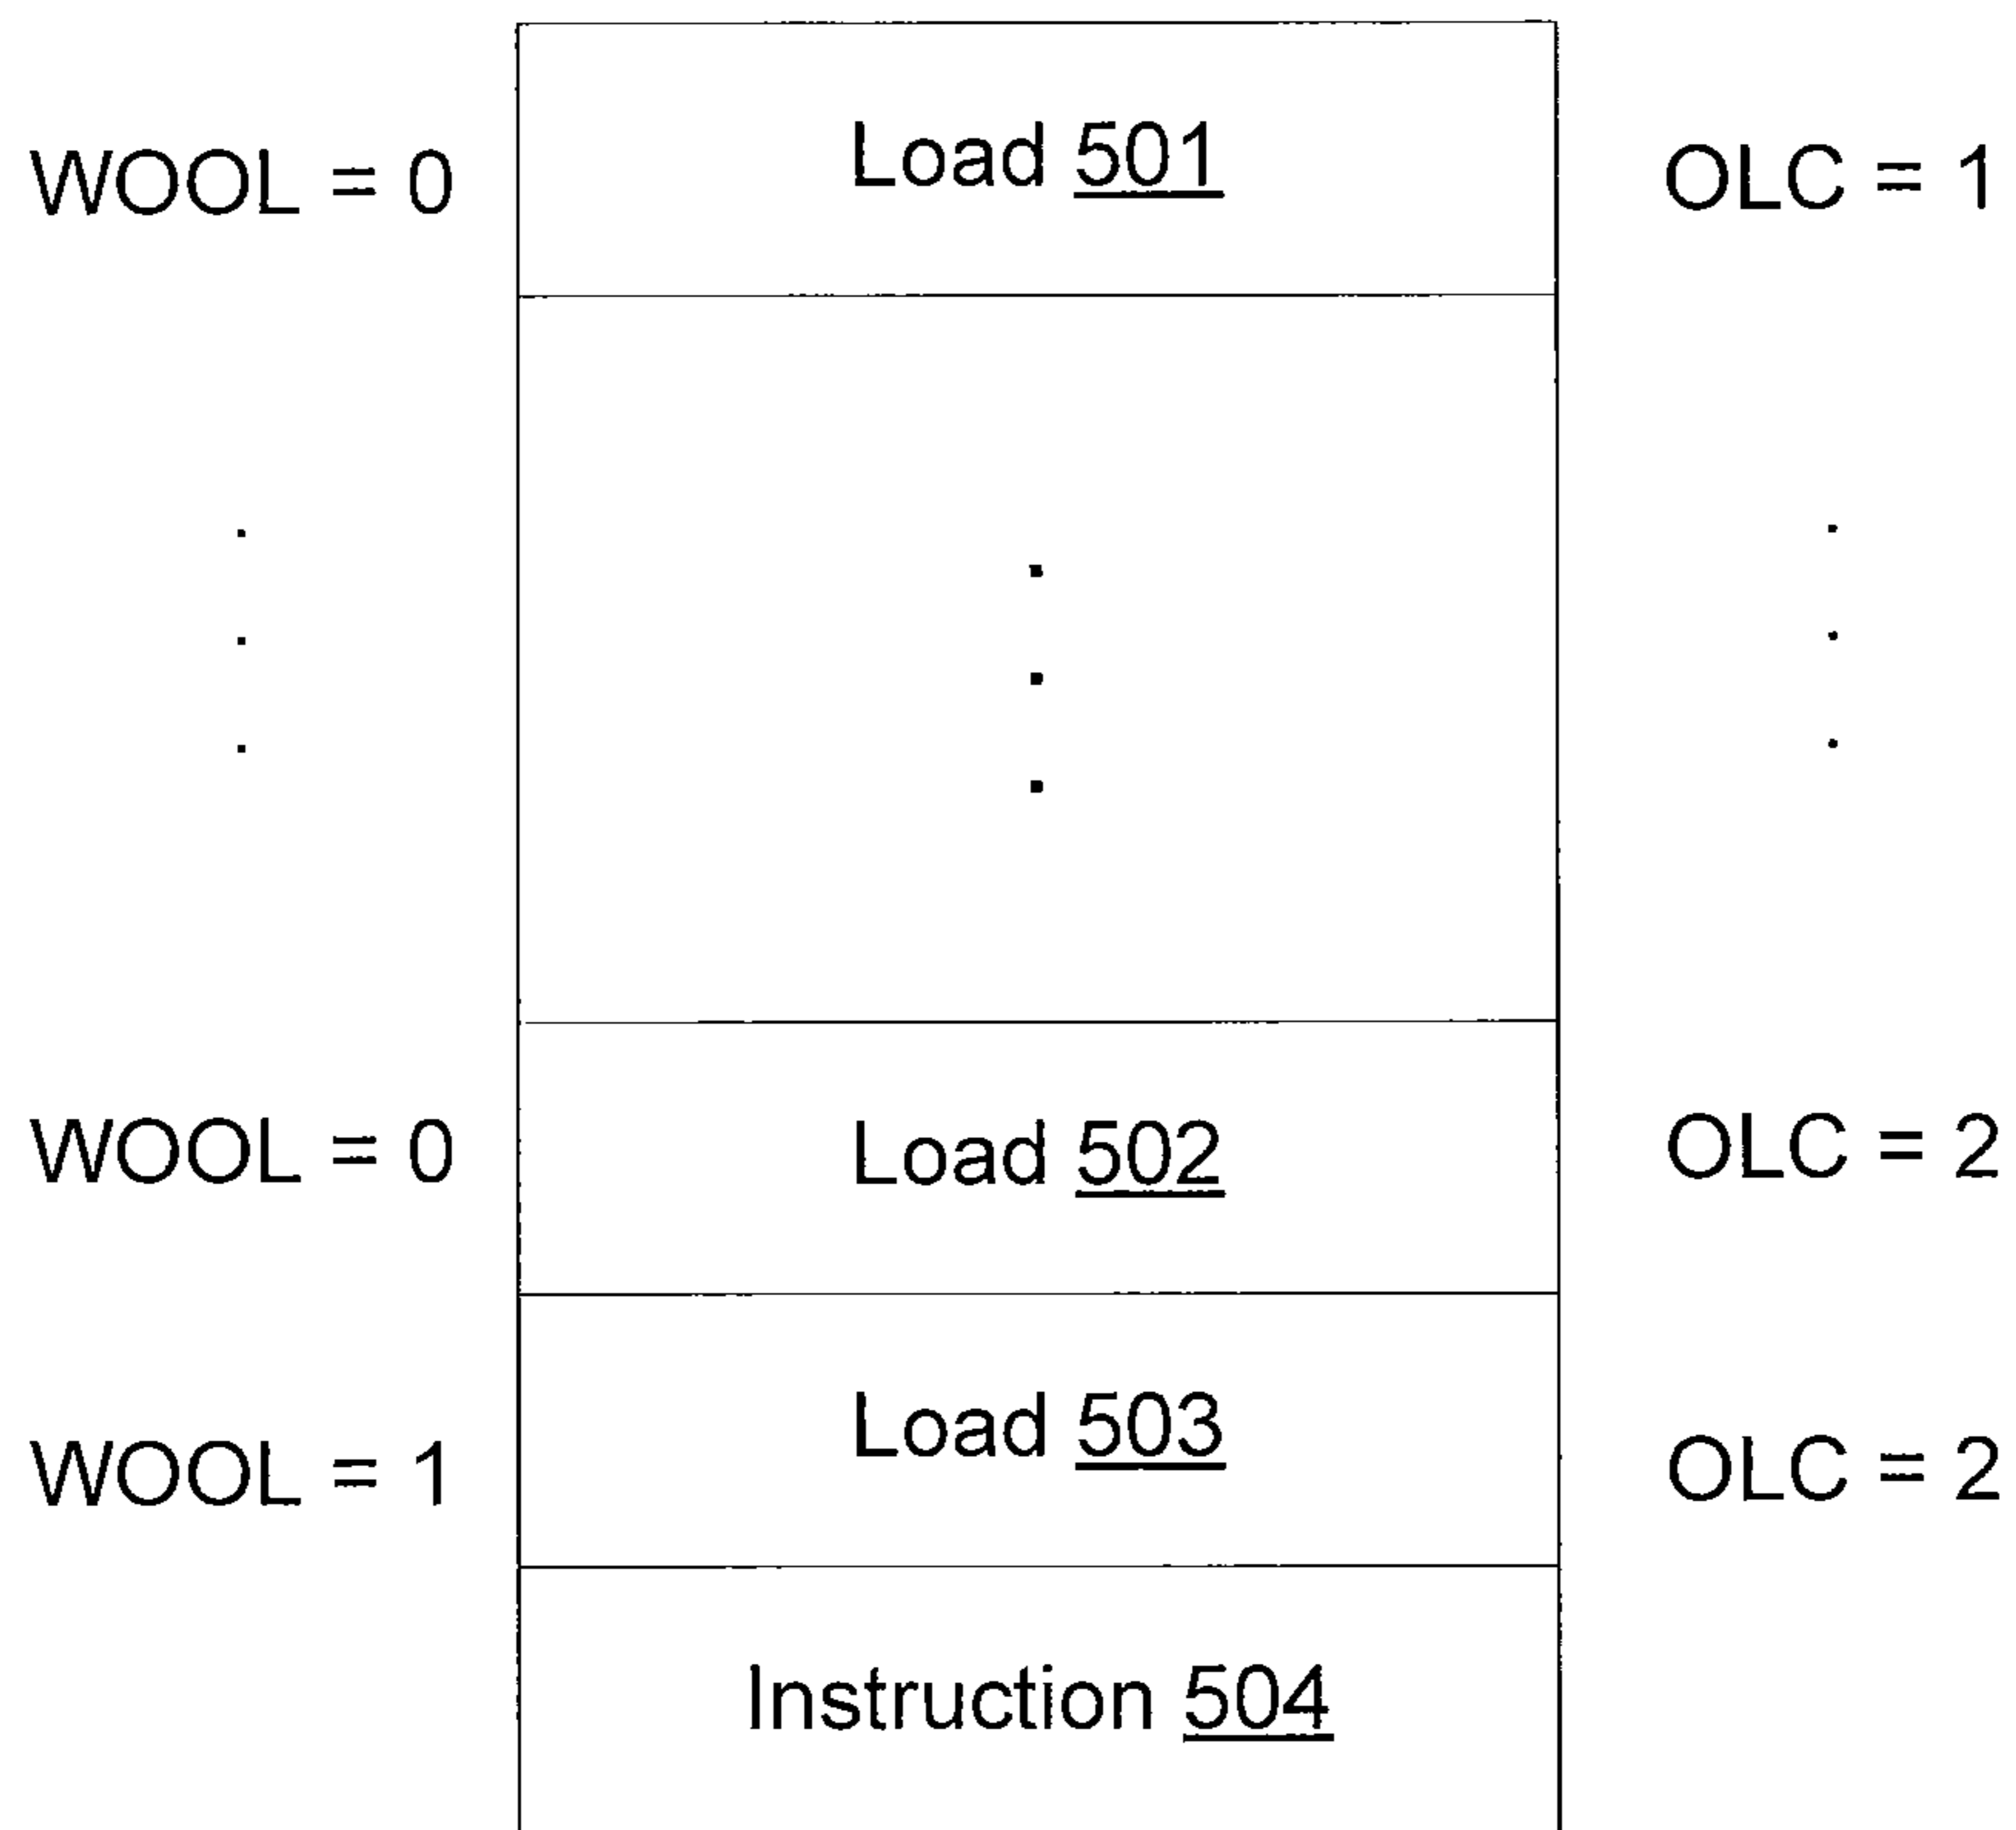 WOOL = 0 Load 501 OLC = 1
. . .
. . .
. . .
WOOL = 0 Load 502 OLC = 2
WOOL = 1 Load 503 OLC = 2
Instruction 504